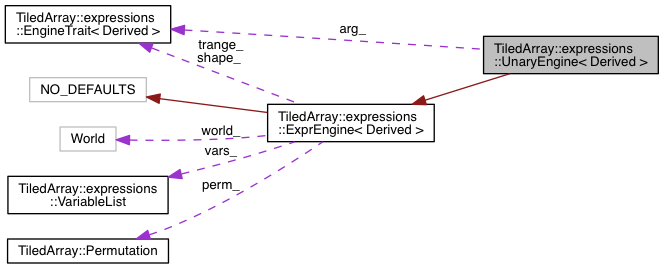 TiledArray::expressions
::EngineTrait< Derived >
arg_
TiledArray::expressions
::UnaryEngine< Derived >
trange_
shape_
NO_DEFAULTS
TiledArray::expressions
::ExprEngine< Derived >
World
world_
vars_
TiledArray::expressions
::VariableList
perm_
TiledArray::Permutation